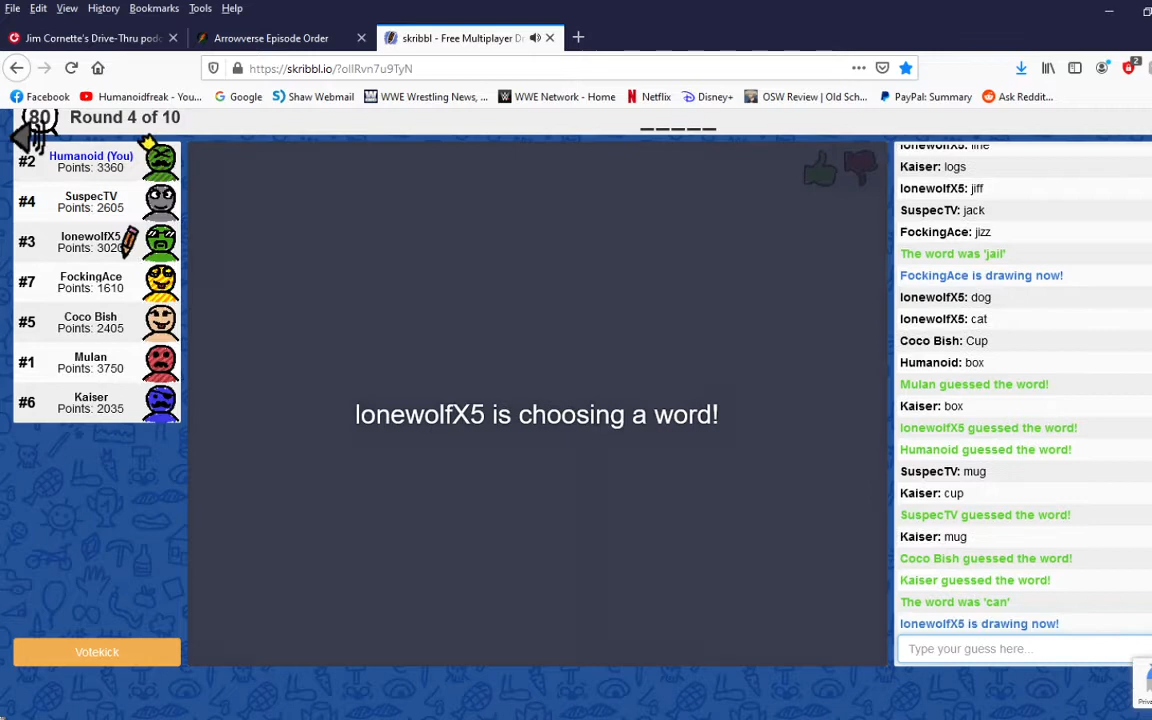 File Edit View History Bookmarks Tools Help
Jim Cornette's Drive-Thru pod
Arrowverse Episode Order
skribbl - Free Multiplayer Dr
https://skribbl.io/?olIRvn7u9TyN
2
Facebook
Humanoidfreak - You...
Google
Shaw Webmail
WWE Wrestling News, ...
WWE Network - Home
Netflix
Disney+
OSW Review | Old Sch...
PayPal: Summary
Ask Reddit...
80
Round 4 of 10
_ _ _ _ _
#2 Humanoid (You)
Points: 3360
#4 SuspecTV
Points: 2605
#3 lonewolfX5
Points: 3020
#7 FockingAce
Points: 1610
#5 Coco Bish
Points: 2405
#1 Mulan
Points: 3750
#6 Kaiser
Points: 2035
Votekick
lonewolfX5 is choosing a word!
lonewolfX5: line
Kaiser: logs
lonewolfX5: jiff
SuspecTV: jack
FockingAce: jizz
The word was 'jail'
FockingAce is drawing now!
lonewolfX5: dog
lonewolfX5: cat
Coco Bish: Cup
Humanoid: box
Mulan guessed the word!
Kaiser: box
lonewolfX5 guessed the word!
Humanoid guessed the word!
SuspecTV: mug
Kaiser: cup
SuspecTV guessed the word!
Kaiser: mug
Coco Bish guessed the word!
Kaiser guessed the word!
The word was 'can'
lonewolfX5 is drawing now!
Type your guess here...